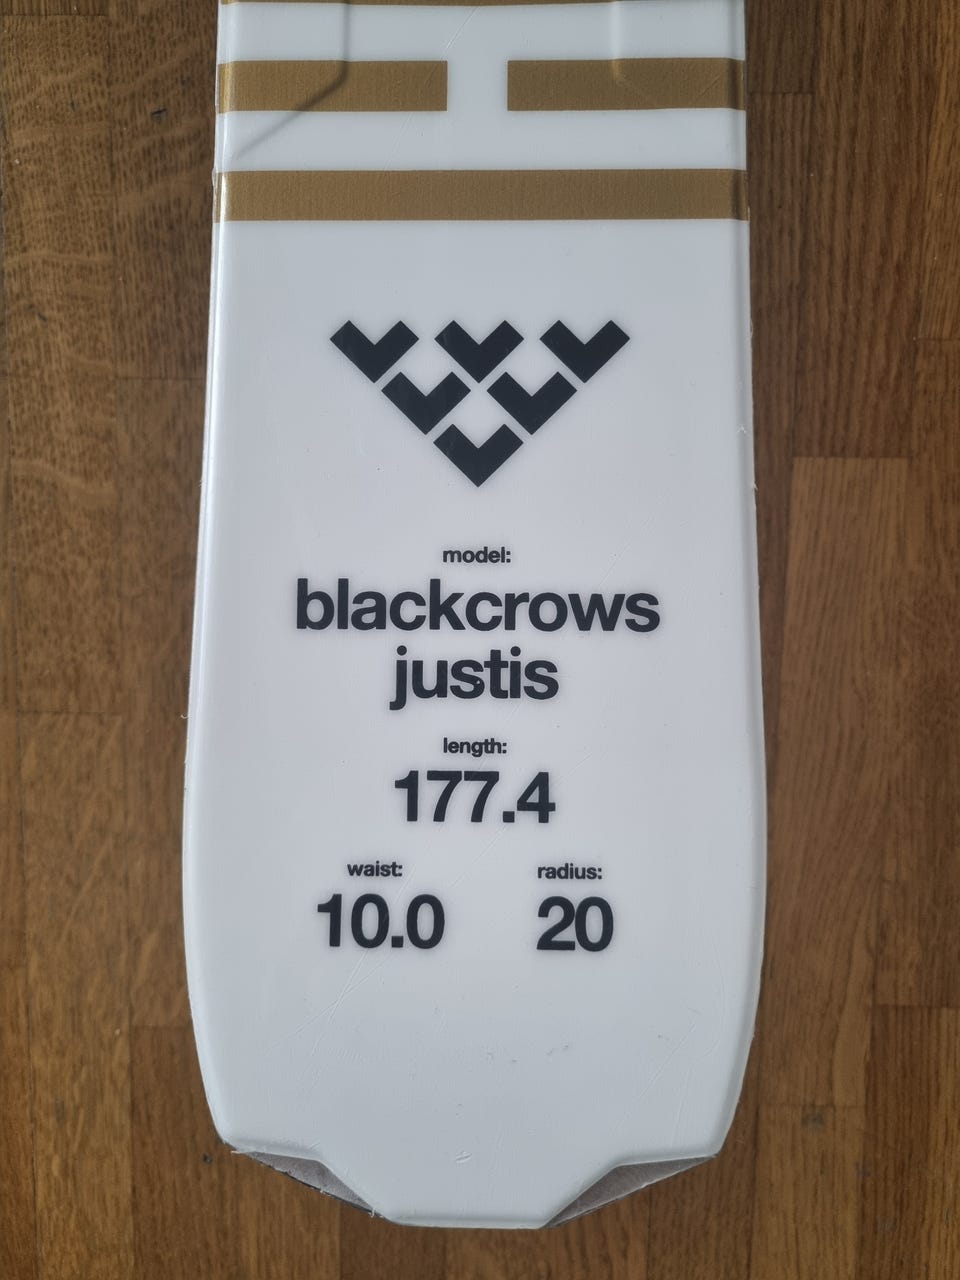 model:
blackcrows
justis
length:
177.4
waist: radius:
10.0 20